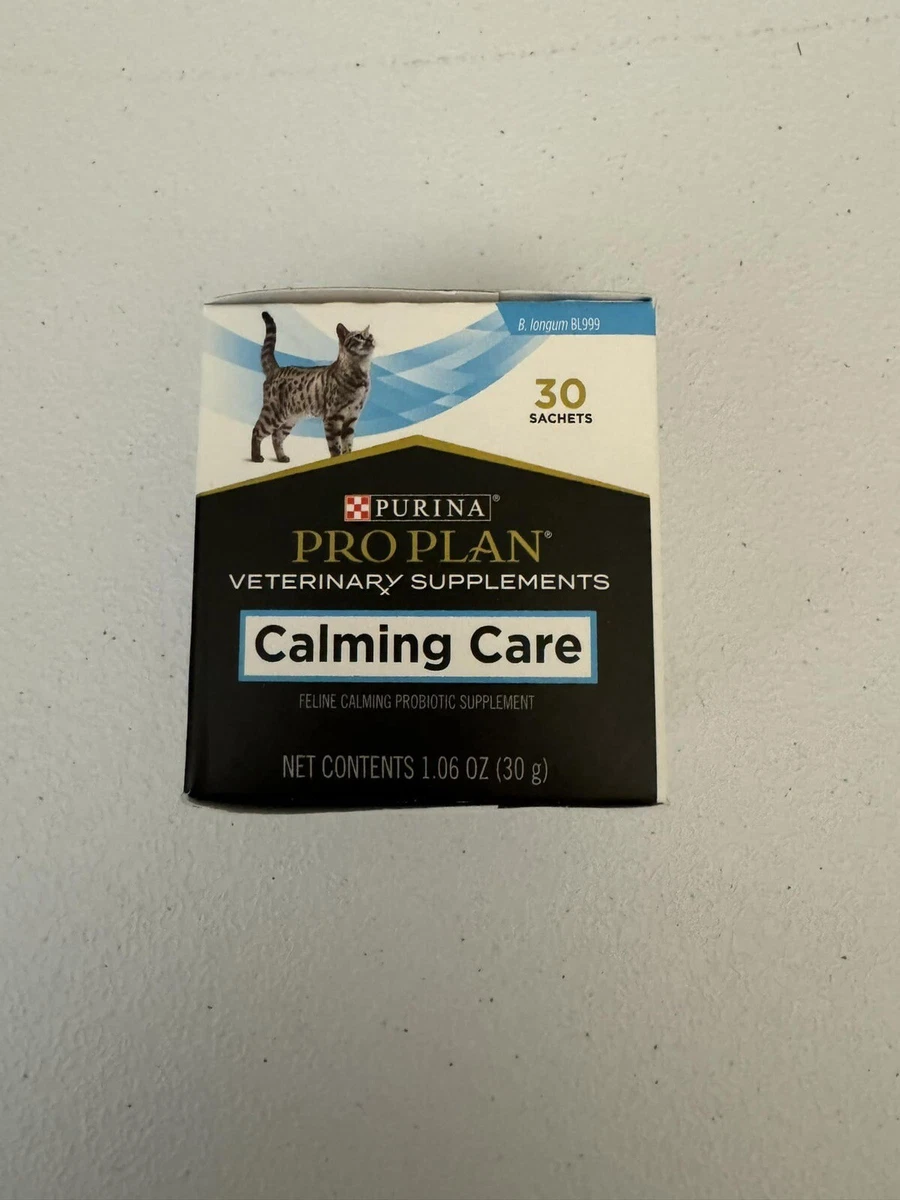 B. longum BL999
30
SACHETS
PURINA®
PRO PLAN®
VETERINARY SUPPLEMENTS
Calming Care
FELINE CALMING PROBIOTIC SUPPLEMENT
NET CONTENTS 1.06 OZ (30 g)